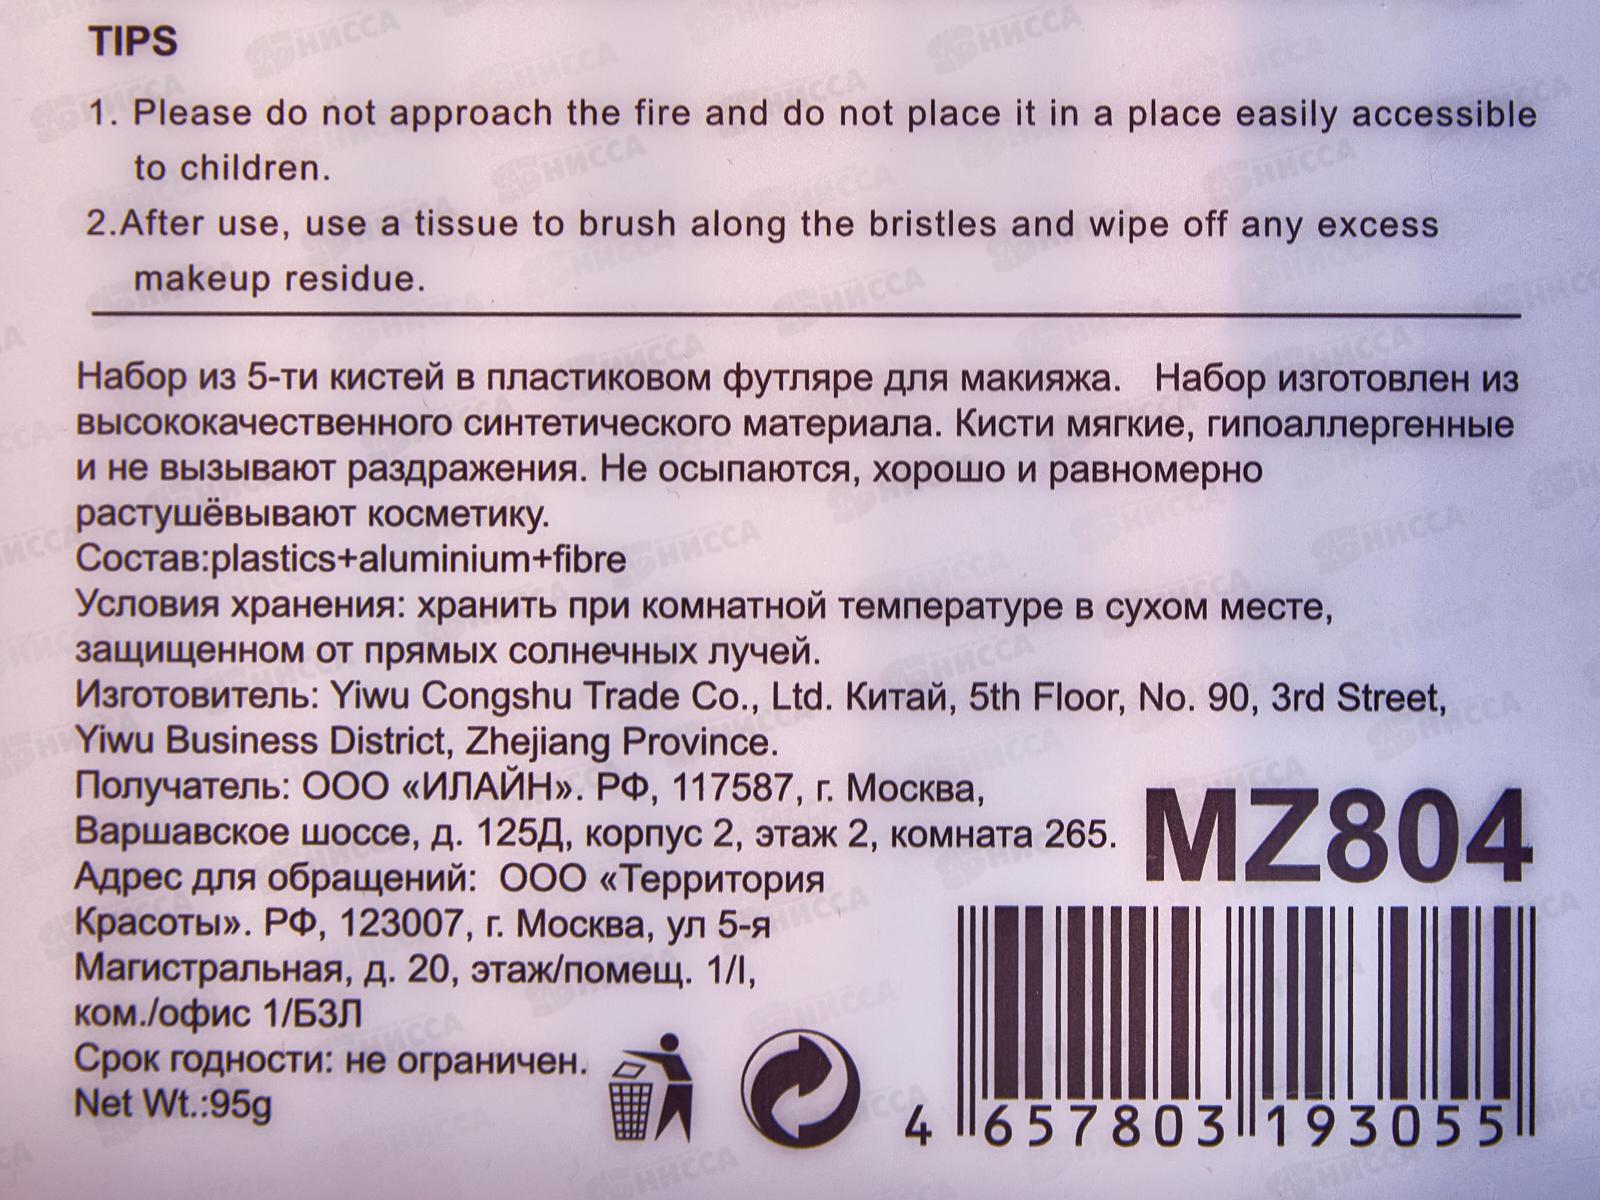 TIPS
1. Please do not approach the fire and do not place it in a place easily accessible
to children.
2.After use, use a tissue to brush along the bristles and wipe off any excess
makeup residue.
Набор из 5-ти кистей в пластиковом футляре для макияжа. Набор изготовлен из
высококачественного синтетического материала. Кисти мягкие, гипоаллергенные
и не вызывают раздражения. Не осыпаются, хорошо и равномерно
растушёвывают косметику.
Состав:plastics+aluminium+fibre
Условия хранения: хранить при комнатной температуре в сухом месте,
защищенном от прямых солнечных лучей.
Изготовитель: Yiwu Congshu Trade Co., Ltd. Китай, 5th Floor, No. 90, 3rd Street,
Yiwu Business District, Zhejiang Province.
Получатель: ООО «ИЛАЙН». РФ, 117587, г. Москва,
Варшавское шоссе, д. 125Д, корпус 2, этаж 2, комната 265.
Адрес для обращений: ООО «Территория
Красоты». РФ, 123007, г. Москва, ул 5-я
Магистральная, д. 20, этаж/помещ. 1/I,
ком./офис 1/БЗЛ
Срок годности: не ограничен.
Net Wt.:95g
MZ804
4 657803 193055
НИССА